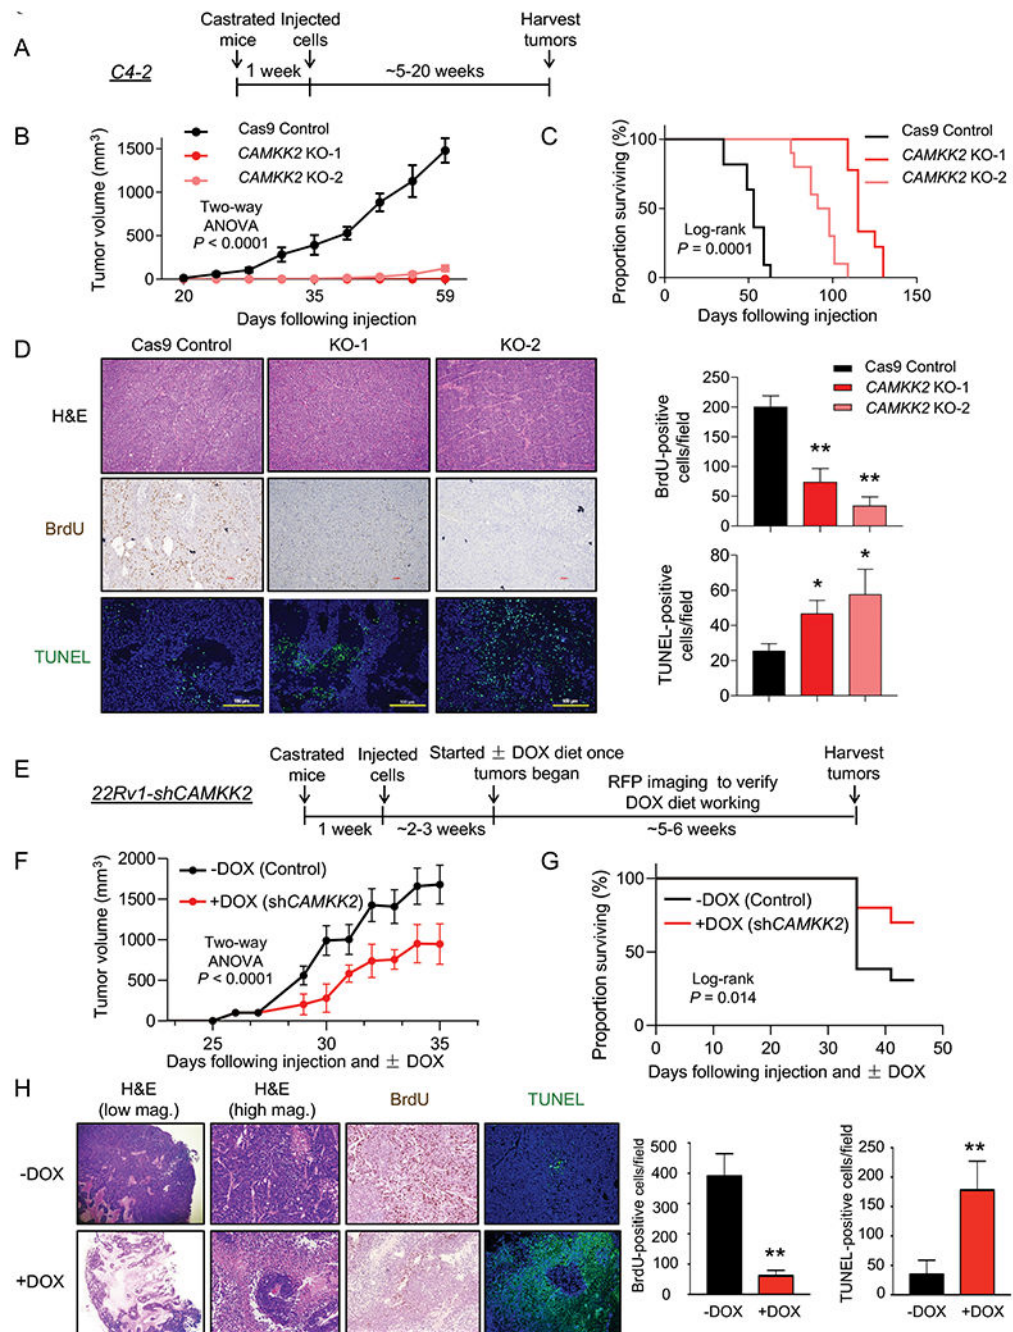 A
C4-2
Castrated mice
Injected cells
Harvest tumors
1 week
~5-20 weeks
B
Tumor volume (mm³)
1500
1000
500
0
20
35
59
Days following injection
Cas9 Control
CAMKK2 KO-1
CAMKK2 KO-2
Two-way
ANOVA
P < 0.0001
C
Proportion surviving (%)
100
50
0
0
50
100
150
Days following injection
Cas9 Control
CAMKK2 KO-1
CAMKK2 KO-2
Log-rank
P = 0.0001
D
Cas9 Control
KO-1
KO-2
H&E
BrdU
TUNEL
Cas9 Control
CAMKK2 KO-1
CAMKK2 KO-2
BrdU-positive
cells/field
250
200
150
100
50
0
**
**
TUNEL-positive
cells/field
80
60
40
20
0
*
*
E
22Rv1-shCAMKK2
Castrated mice
Injected cells
Started ± DOX diet once
tumors began
RFP imaging to verify
DOX diet working
Harvest tumors
1 week
~2-3 weeks
~5-6 weeks
F
Tumor volume (mm³)
2000
1500
1000
500
0
25
30
35
Days following injection and ± DOX
-DOX (Control)
+DOX (shCAMKK2)
Two-way
ANOVA
P < 0.0001
G
Proportion surviving (%)
100
50
0
0
10
20
30
40
50
Days following injection and ± DOX
-DOX (Control)
+DOX (shCAMKK2)
Log-rank
P = 0.014
H
H&E
(low mag.)
H&E
(high mag.)
BrdU
TUNEL
-DOX
+DOX
BrdU-positive cells/field
500
400
300
200
100
0
**
-DOX
+DOX
TUNEL-positive cells/field
250
200
150
100
50
0
**
-DOX
+DOX